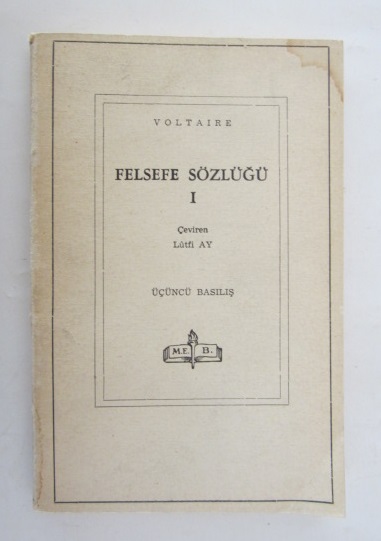 VOLTAIRE
FELSEFE SÖZLÜĞÜ
I
Çeviren
Lûtfi AY
ÜÇÜNCÜ BASILIŞ
M.E B.